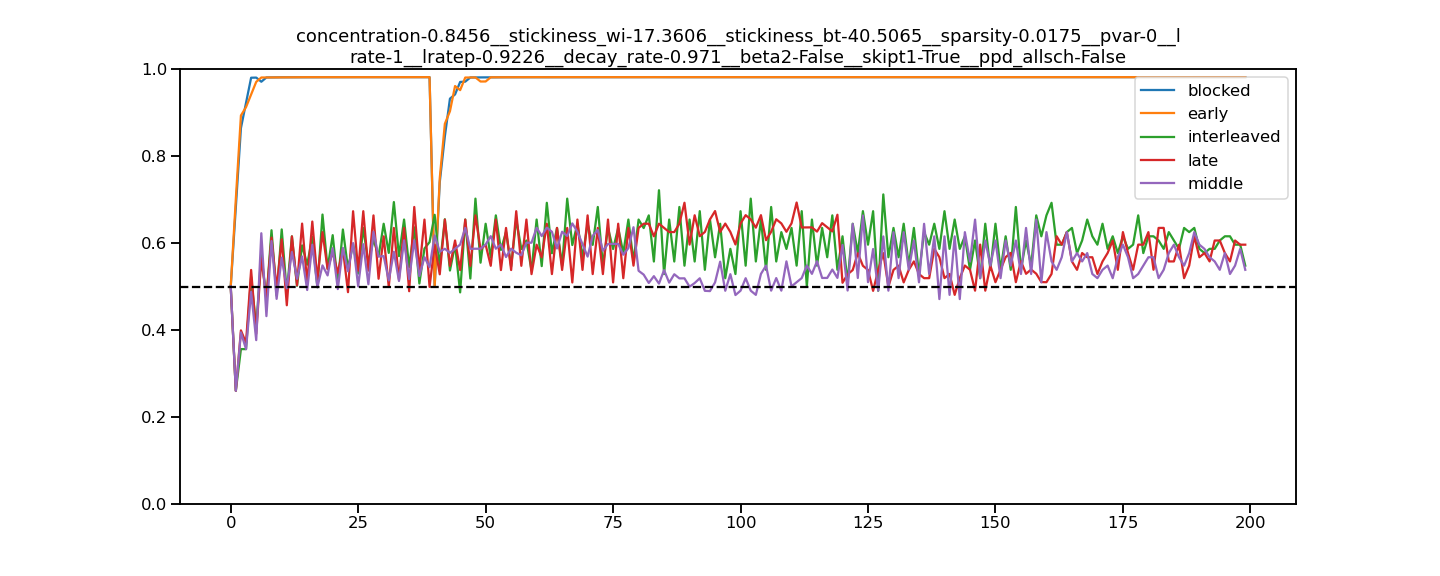 concentration-0.8456__stickiness_wi-17.3606__stickiness_bt-40.5065__sparsity-0.0175__pvar-0__l
rate-1__lratep-0.9226__decay_rate-0.971__beta2-False__skipt1-True__ppd_allsch-False
1.0
0.8
0.6
0.4
0.2
0.0
blocked
early
interleaved
late
middle
0 25 50 75 100 125 150 175 200